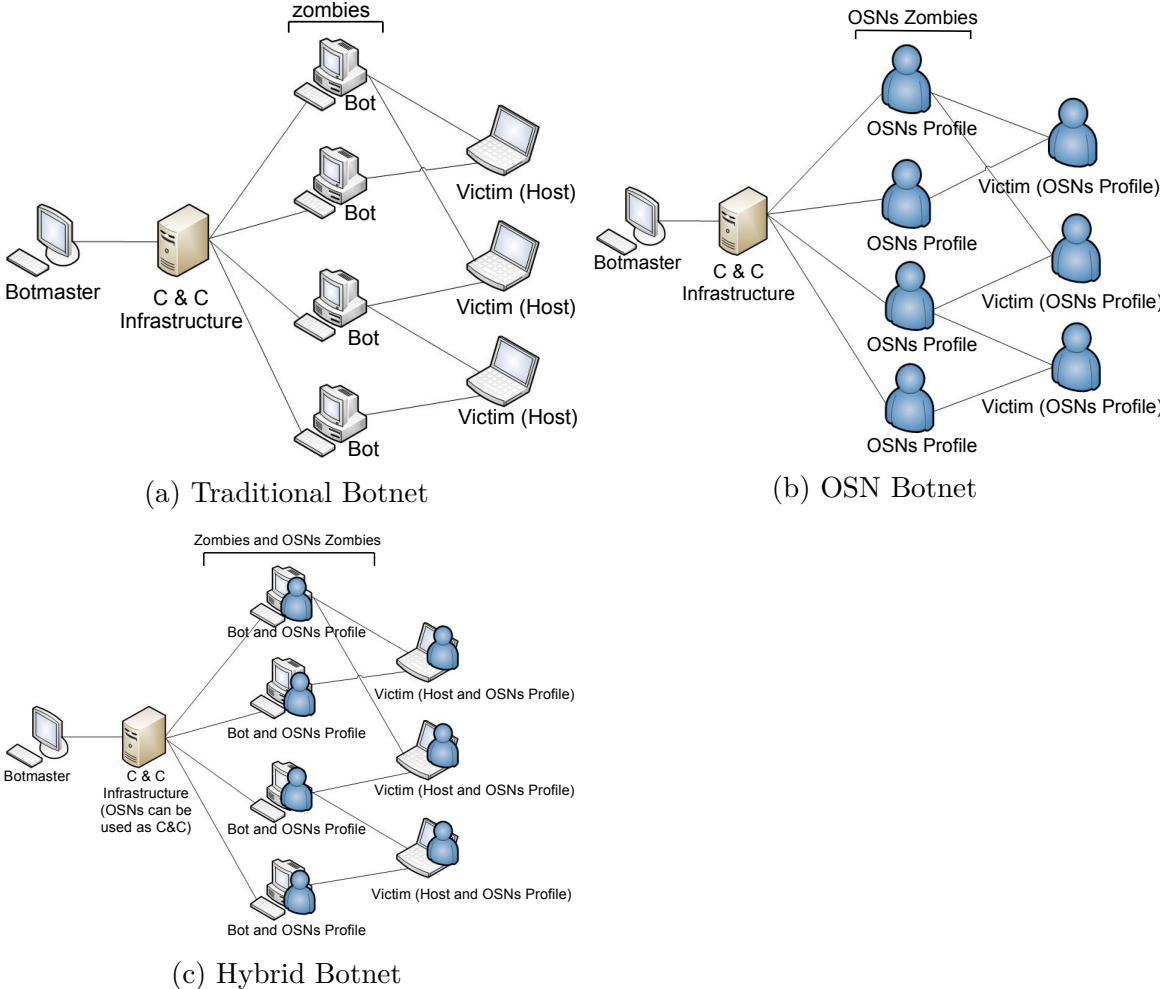 zombies
Bot
Bot
Victim (Host)
Botmaster
C & C
Infrastructure
Victim (Host)
Bot
Victim (Host)
Bot
(a) Traditional Botnet
OSNs Zombies
OSNs Profile
Victim (OSNs Profile)
OSNs Profile
Botmaster
C & C
Infrastructure
Victim (OSNs Profile)
OSNs Profile
Victim (OSNs Profile)
OSNs Profile
(b) OSN Botnet
Zombies and OSNs Zombies
Bot and OSNs Profile
Victim (Host and OSNs Profile)
Bot and OSNs Profile
Botmaster
C & C
Infrastructure
(OSNs can be
used as C&C)
Victim (Host and OSNs Profile)
Bot and OSNs Profile
Victim (Host and OSNs Profile)
Bot and OSNs Profile
(c) Hybrid Botnet